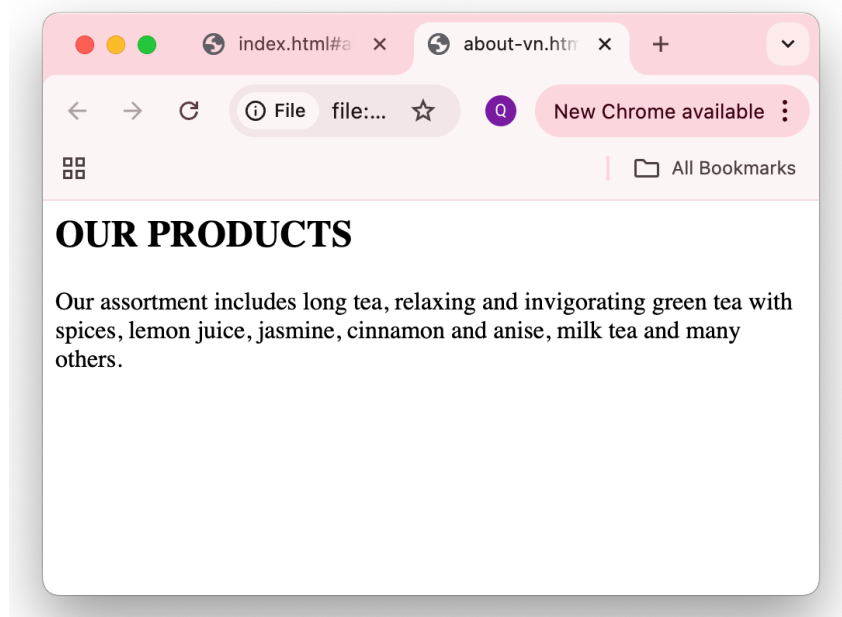 index.html#a
about-vn.htm
File file:...
Q
New Chrome available
All Bookmarks
OUR PRODUCTS
Our assortment includes long tea, relaxing and invigorating green tea with
spices, lemon juice, jasmine, cinnamon and anise, milk tea and many
others.